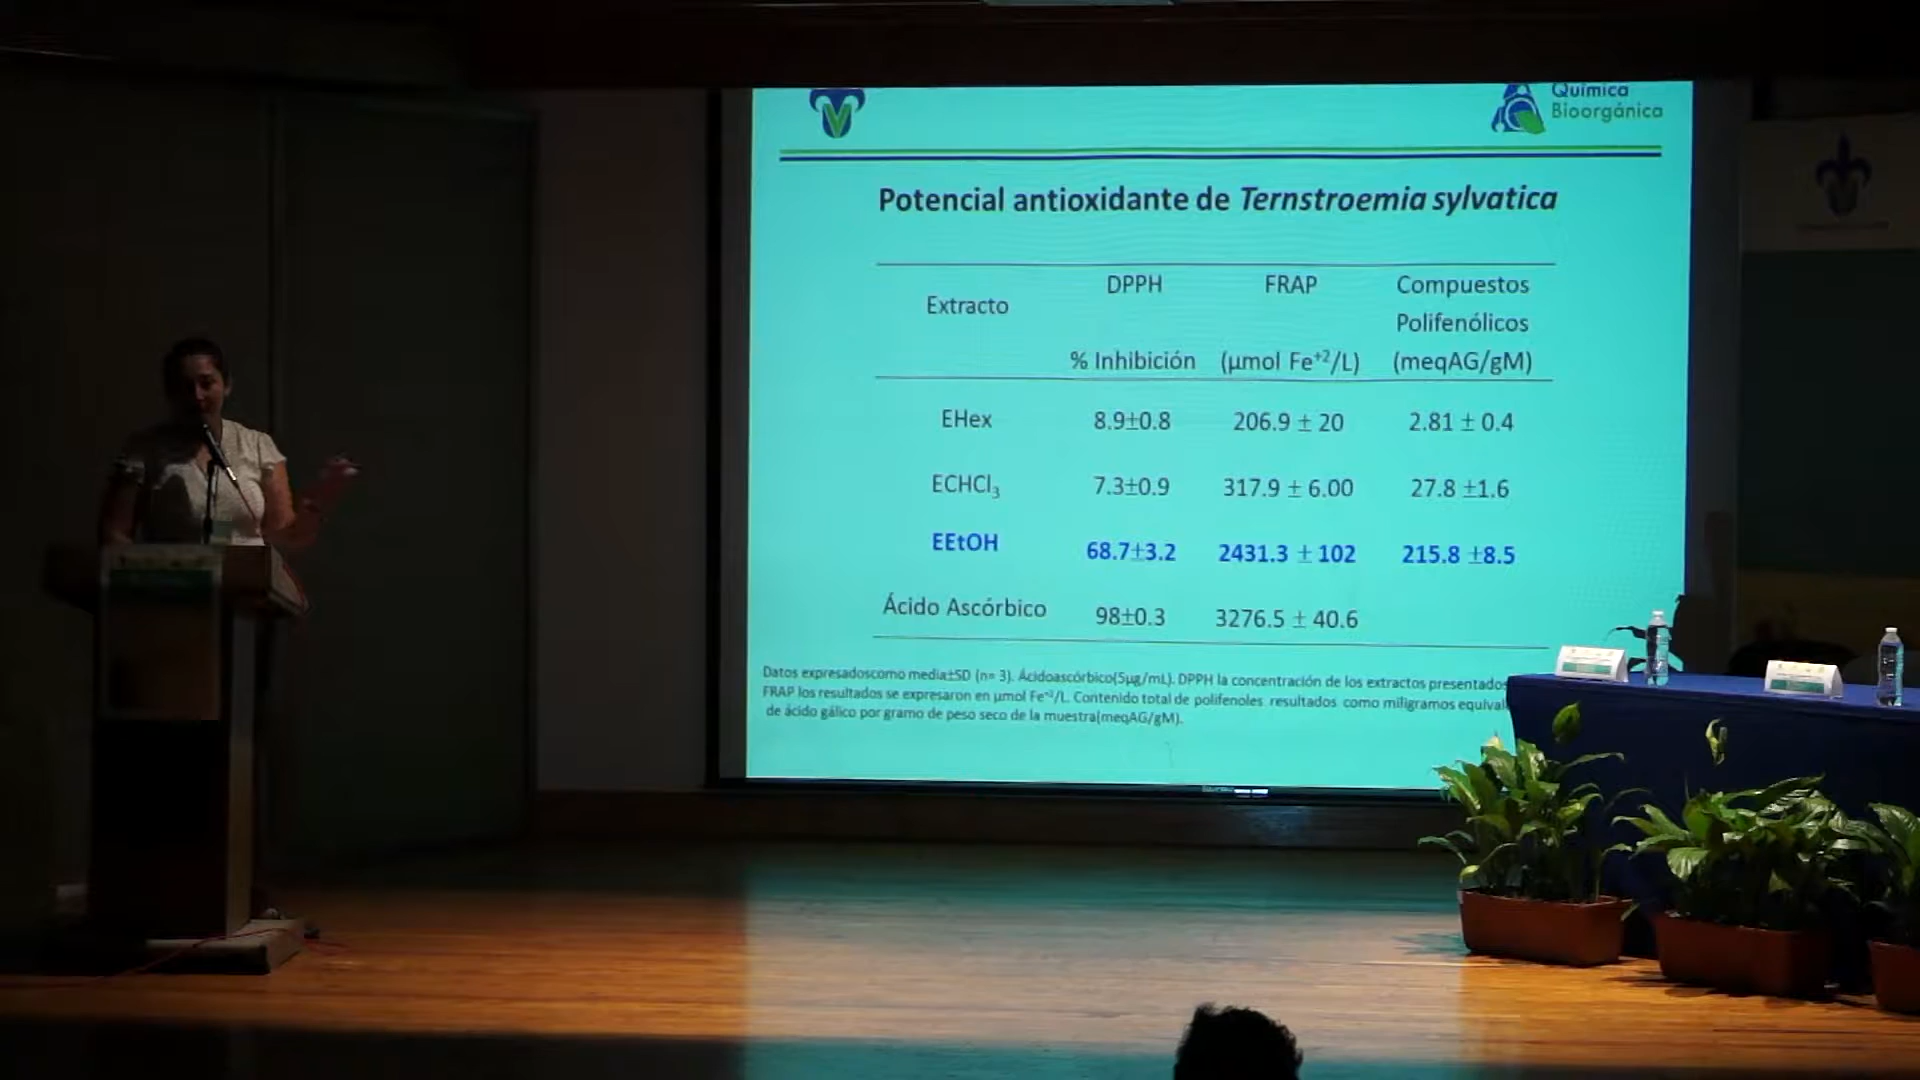 Química
Bioorgánica
Potencial antioxidante de Ternstroemia sylvatica
Extracto DPPH FRAP Compuestos
Polifenólicos
% Inhibición (μmol Fe⁺²/L) (meqAG/gM)
EHex 8.9±0.8 206.9 ± 20 2.81 ± 0.4
ECHCl₃ 7.3±0.9 317.9 ± 6.00 27.8 ±1.6
EEtOH 68.7±3.2 2431.3 ± 102 215.8 ±8.5
Ácido Ascórbico 98±0.3 3276.5 ± 40.6
Datos expresadoscomo media±SD (n= 3). Ácidoascórbico(5μg/mL). DPPH la concentración de los extractos presentados
FRAP los resultados se expresaron en μmol Fe⁺²/L. Contenido total de polifenoles resultados como miligramos equival
de ácido gálico por gramo de peso seco de la muestra(meqAG/gM).